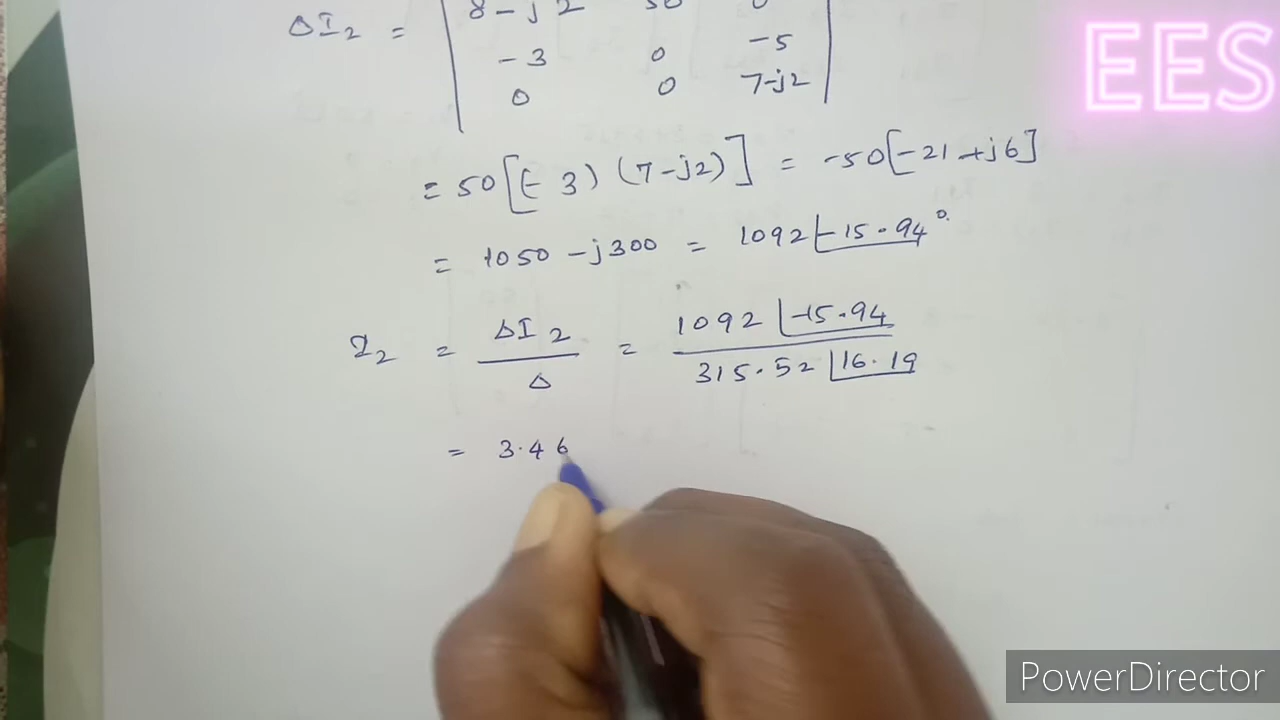 ΔI2 = | 8-j2 50 0 |
-3 0 -5
0 0 7-j2
EES
= 50[(-3)(7-j2)] = -50[-21+j6]
= 1050 -j300 = 1092∠-15.94°
I2 = ΔI2/Δ = 1092∠-15.94 / 315.52∠16.19
= 3.46
PowerDirector